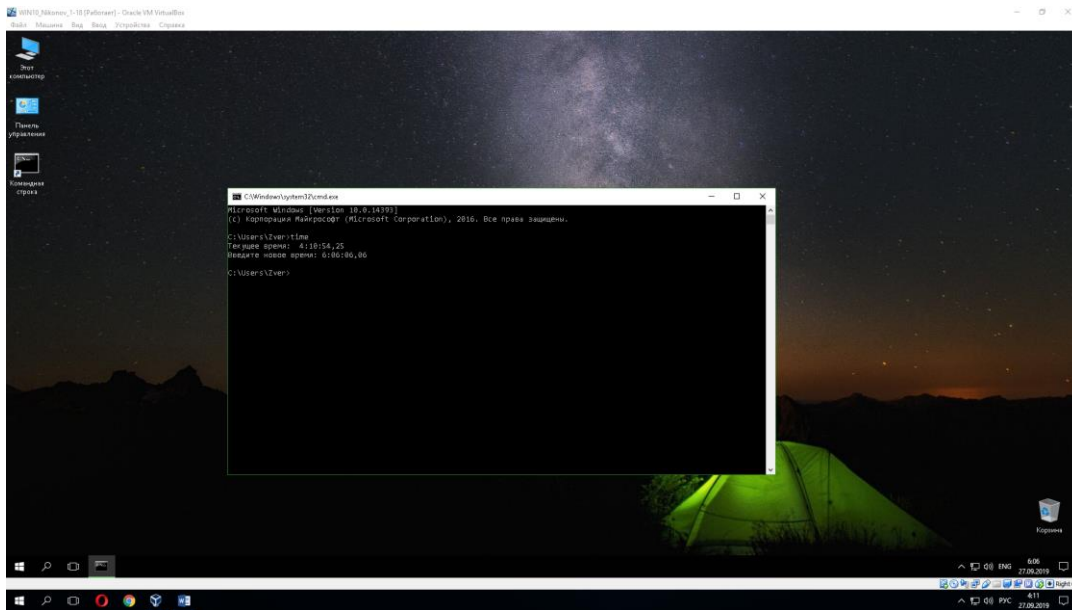 WIN10_Nikonov_1-18 [Работает] - Oracle VM VirtualBox
Файл Машина Вид Ввод Устройства Справка
Этот
компьютер
Панель
управления
Командная
строка
C:\Windows\system32\cmd.exe
Microsoft Windows [Version 10.0.14393]
(c) Корпорация Майкрософт (Microsoft Corporation), 2016. Все права защищены.
C:\Users\Zver>time
Текущее время: 4:10:54,25
Введите новое время: 6:06:06,06
C:\Users\Zver>
Корзина
ENG
6:06
27.09.2019
Right
РУС
4:11
27.09.2019